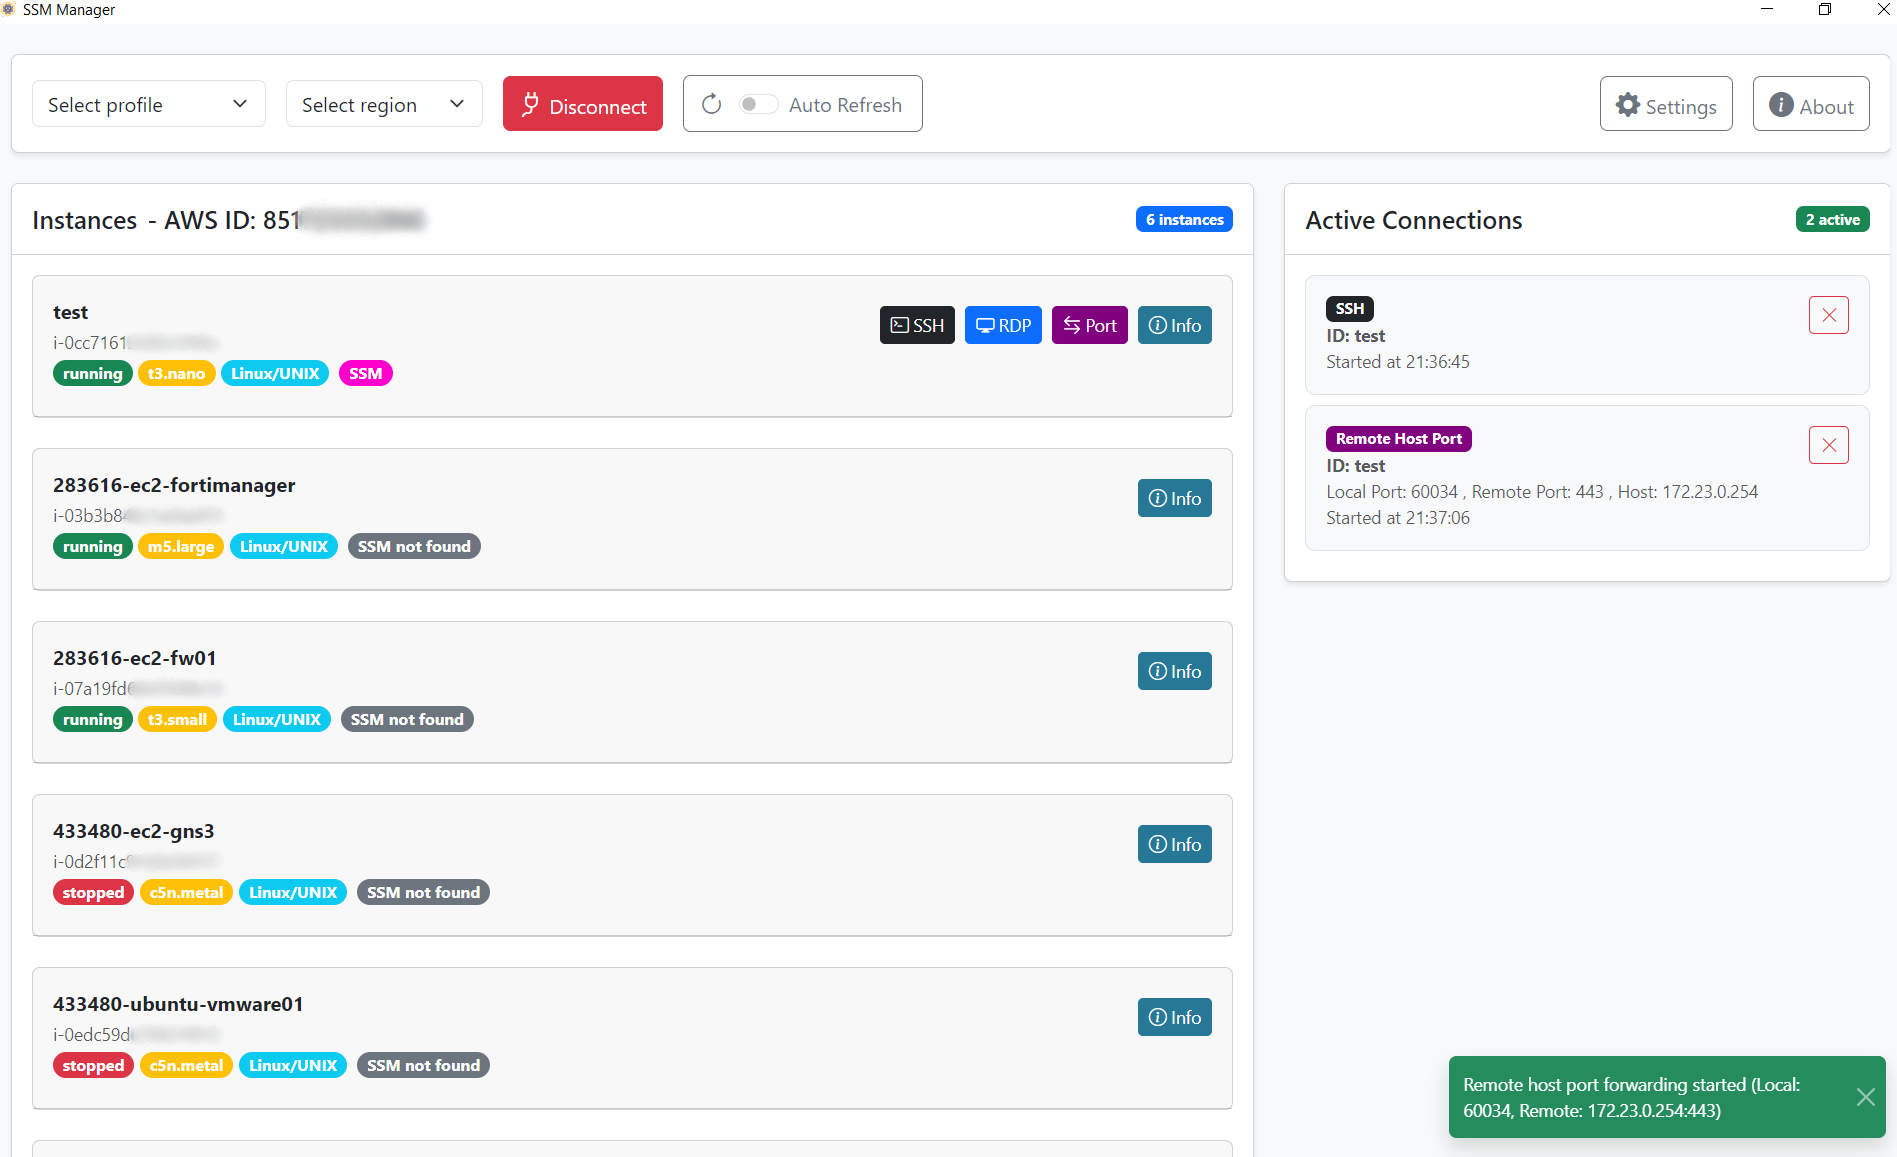 SSM Manager
Select profile
Select region
Disconnect
Auto Refresh
Settings
About
Instances - AWS ID: 851
6 instances
test
i-0cc7161
SSH
RDP
Port
Info
running
t3.nano
Linux/UNIX
SSM
283616-ec2-fortimanager
i-03b3b8
Info
running
m5.large
Linux/UNIX
SSM not found
283616-ec2-fw01
i-07a19fd
Info
running
t3.small
Linux/UNIX
SSM not found
433480-ec2-gns3
i-0d2f11c
Info
stopped
c5n.metal
Linux/UNIX
SSM not found
433480-ubuntu-vmware01
i-0edc59d
Info
stopped
c5n.metal
Linux/UNIX
SSM not found
Active Connections
2 active
SSH
ID: test
Started at 21:36:45
Remote Host Port
ID: test
Local Port: 60034 , Remote Port: 443 , Host: 172.23.0.254
Started at 21:37:06
Remote host port forwarding started (Local:
60034, Remote: 172.23.0.254:443)